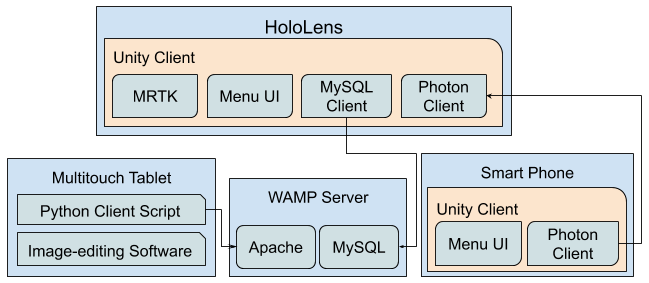 HoloLens
Unity Client
MRTK
Menu UI
MySQL
Client
Photon
Client
Multitouch Tablet
Python Client Script
Image-editing Software
WAMP Server
Apache
MySQL
Smart Phone
Unity Client
Menu UI
Photon
Client